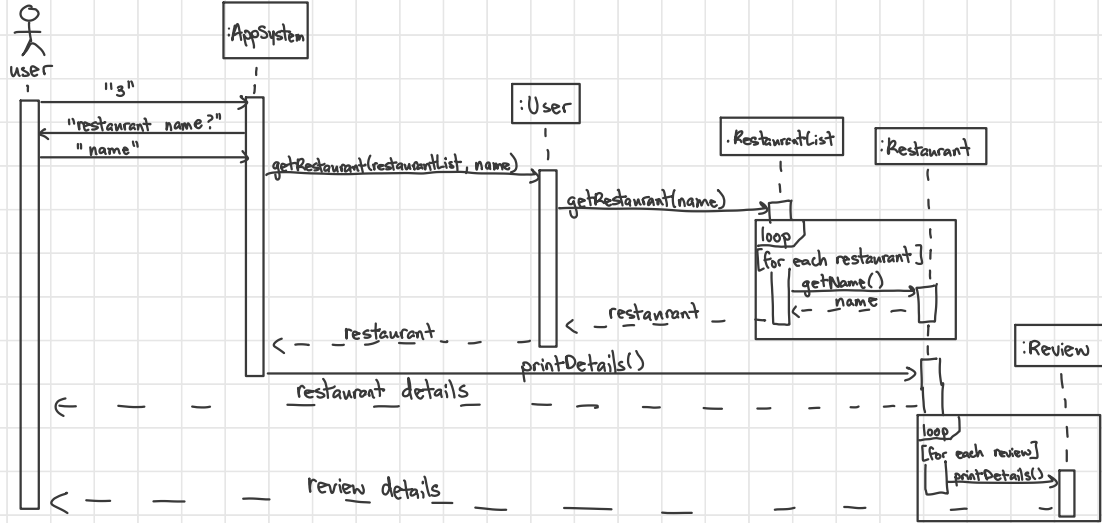 :AppSystem
user
"3"
"restaurant name?"
"name"
:User
:RestaurantList
:Restaurant
getRestaurant(restaurantList, name)
getRestaurant(name)
loop
[for each restaurant]
getName()
name
restaurant
restaurant
:Review
printDetails()
restaurant details
loop
[for each review]
printDetails()
review details